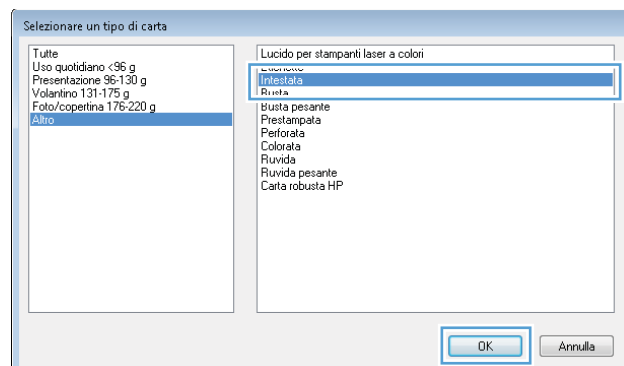 Selezionare un tipo di carta
Tutte
Uso quotidiano <96 g
Presentazione 96-130 g
Volantino 131-175 g
Foto/copertina 176-220 g
Altro
Lucido per stampanti laser a colori
Etichette
Intestata
Busta
Busta pesante
Prestampata
Perforata
Colorata
Ruvida
Ruvida pesante
Carta robusta HP
OK
Annulla